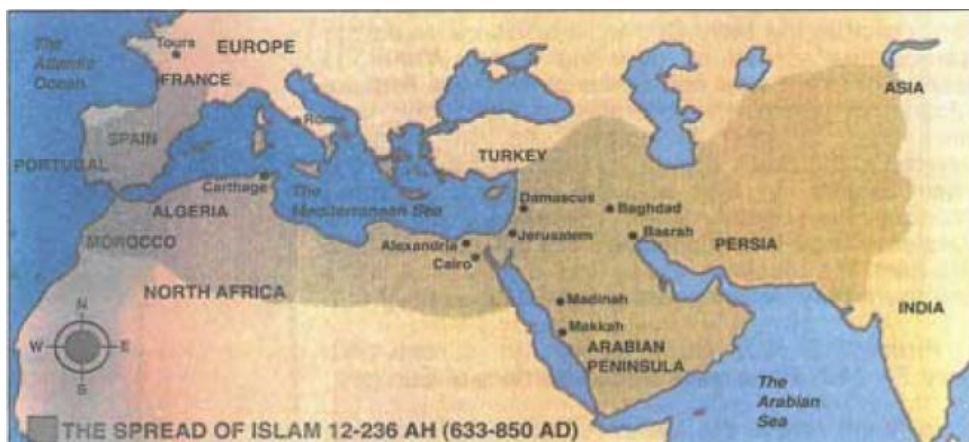 The
Atlantic
Ocean
Tours
EUROPE
FRANCE
ASIA
SPAIN
Rome
PORTUGAL
TURKEY
Carthage
The
Mediterranean Sea
ALGERIA
Damascus
Baghdad
MOROCCO
Alexandria
Jerusalem
Basrah
PERSIA
Cairo
NORTH AFRICA
INDIA
Madinah
Makkah
N
W
E
S
ARABIAN
PENINSULA
The
Arabian
Sea
THE SPREAD OF ISLAM 12-236 AH (633-850 AD)